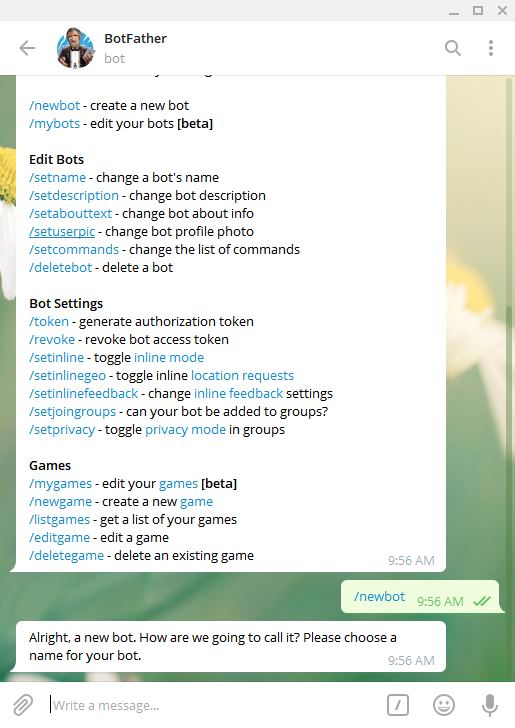 BotFather
bot
/newbot - create a new bot
/mybots - edit your bots [beta]
Edit Bots
/setname - change a bot's name
/setdescription - change bot description
/setabouttext - change bot about info
/setuserpic - change bot profile photo
/setcommands - change the list of commands
/deletebot - delete a bot
Bot Settings
/token - generate authorization token
/revoke - revoke bot access token
/setinline - toggle inline mode
/setinlinegeo - toggle inline location requests
/setinlinefeedback - change inline feedback settings
/setjoingroups - can your bot be added to groups?
/setprivacy - toggle privacy mode in groups
Games
/mygames - edit your games [beta]
/newgame - create a new game
/listgames - get a list of your games
/editgame - edit a game
/deletegame - delete an existing game
9:56 AM
/newbot 9:56 AM
Alright, a new bot. How are we going to call it? Please choose a
name for your bot.
9:56 AM
Write a message...